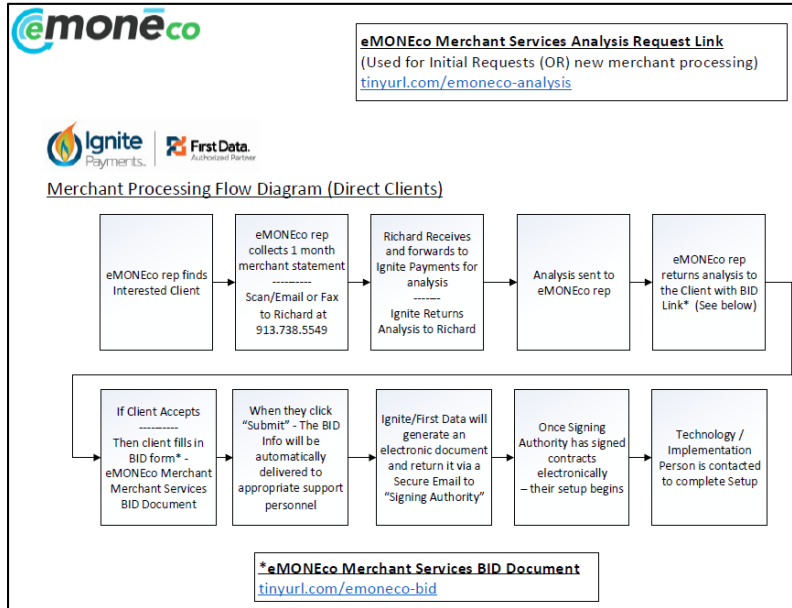 emonēco
eMONEco Merchant Services Analysis Request Link
(Used for Initial Requests (OR) new merchant processing)
tinyurl.com/emoneco-analysis
Ignite
Payments.
First Data.
Authorized Partner
Merchant Processing Flow Diagram (Direct Clients)
eMONEco rep finds
Interested Client
eMONEco rep
collects 1 month
merchant statement
----------
Scan/Email or Fax
to Richard at
913.738.5549
Richard Receives
and forwards to
Ignite Payments for
analysis
-------
Ignite Returns
Analysis to Richard
Analysis sent to
eMONEco rep
eMONEco rep
returns analysis to
the Client with BID
Link* (See below)
If Client Accepts
----------
Then client fills in
BID form* -
eMONEco Merchant
Merchant Services
BID Document
When they click
“Submit” - The BID
Info will be
automatically
delivered to
appropriate support
personnel
Ignite/First Data will
generate an
electronic document
and return it via a
Secure Email to
“Signing Authority”
Once Signing
Authority has signed
contracts
electronically
– their setup begins
Technology /
Implementation
Person is contacted
to complete Setup
*eMONEco Merchant Services BID Document
tinyurl.com/emoneco-bid